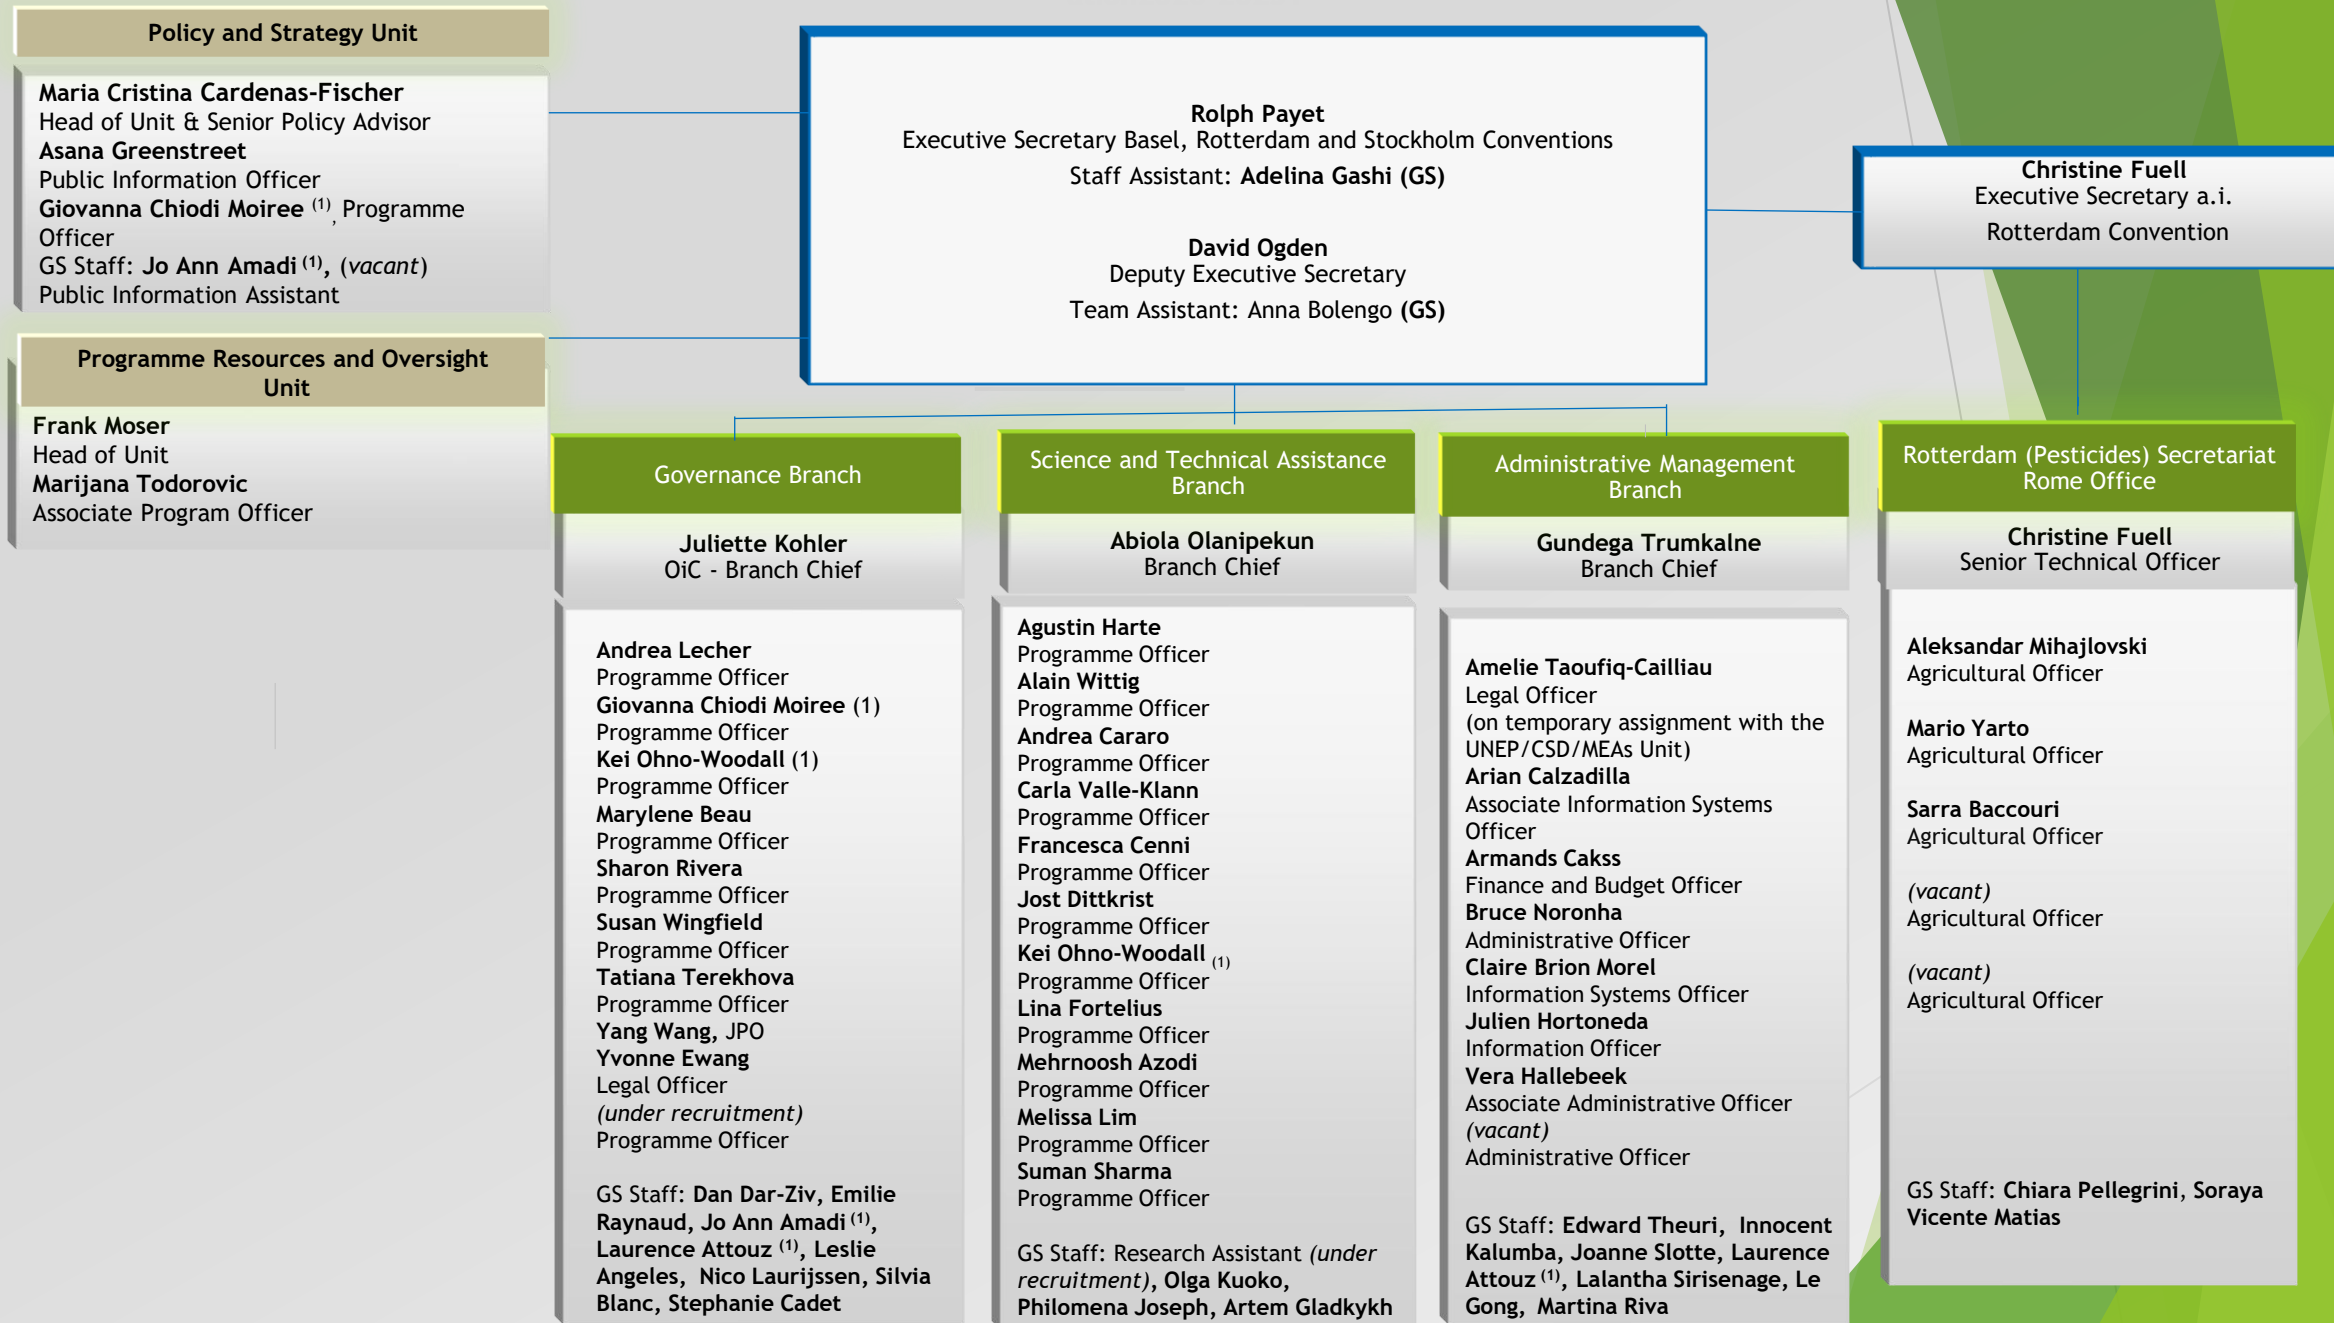 Policy and Strategy Unit
Maria Cristina Cardenas-Fischer
Head of Unit & Senior Policy Advisor
Asana Greenstreet
Public Information Officer
Giovanna Chiodi Moiree (1), Programme
Officer
GS Staff: Jo Ann Amadi (1), (vacant)
Public Information Assistant
Programme Resources and Oversight
Unit
Frank Moser
Head of Unit
Marijana Todorovic
Associate Program Officer
Rolph Payet
Executive Secretary Basel, Rotterdam and Stockholm Conventions
Staff Assistant: Adelina Gashi (GS)
David Ogden
Deputy Executive Secretary
Team Assistant: Anna Bolengo (GS)
Christine Fuell
Executive Secretary a.i.
Rotterdam Convention
Governance Branch
Juliette Kohler
OiC - Branch Chief
Andrea Lecher
Programme Officer
Giovanna Chiodi Moiree (1)
Programme Officer
Kei Ohno-Woodall (1)
Programme Officer
Marylene Beau
Programme Officer
Sharon Rivera
Programme Officer
Susan Wingfield
Programme Officer
Tatiana Terekhova
Programme Officer
Yang Wang, JPO
Yvonne Ewang
Legal Officer
(under recruitment)
Programme Officer
GS Staff: Dan Dar-Ziv, Emilie
Raynaud, Jo Ann Amadi (1),
Laurence Attouz (1), Leslie
Angeles, Nico Laurijssen, Silvia
Blanc, Stephanie Cadet
Science and Technical Assistance
Branch
Abiola Olanipekun
Branch Chief
Agustin Harte
Programme Officer
Alain Wittig
Programme Officer
Andrea Cararo
Programme Officer
Carla Valle-Klann
Programme Officer
Francesca Cenni
Programme Officer
Jost Dittkrist
Programme Officer
Kei Ohno-Woodall (1)
Programme Officer
Lina Fortelius
Programme Officer
Mehrnoosh Azodi
Programme Officer
Melissa Lim
Programme Officer
Suman Sharma
Programme Officer
GS Staff: Research Assistant (under
recruitment), Olga Kuoko,
Philomena Joseph, Artem Gladkykh
Administrative Management
Branch
Gundega Trumkalne
Branch Chief
Amelie Taoufiq-Cailliau
Legal Officer
(on temporary assignment with the
UNEP/CSD/MEAs Unit)
Arian Calzadilla
Associate Information Systems
Officer
Armands Cakss
Finance and Budget Officer
Bruce Noronha
Administrative Officer
Claire Brion Morel
Information Systems Officer
Julien Hortoneda
Information Officer
Vera Hallebeek
Associate Administrative Officer
(vacant)
Administrative Officer
GS Staff: Edward Theuri, Innocent
Kalumba, Joanne Slotte, Laurence
Attouz (1), Lalantha Sirisenage, Le
Gong, Martina Riva
Rotterdam (Pesticides) Secretariat
Rome Office
Christine Fuell
Senior Technical Officer
Aleksandar Mihajlovski
Agricultural Officer
Mario Yarto
Agricultural Officer
Sarra Baccouri
Agricultural Officer
(vacant)
Agricultural Officer
(vacant)
Agricultural Officer
GS Staff: Chiara Pellegrini, Soraya
Vicente Matias